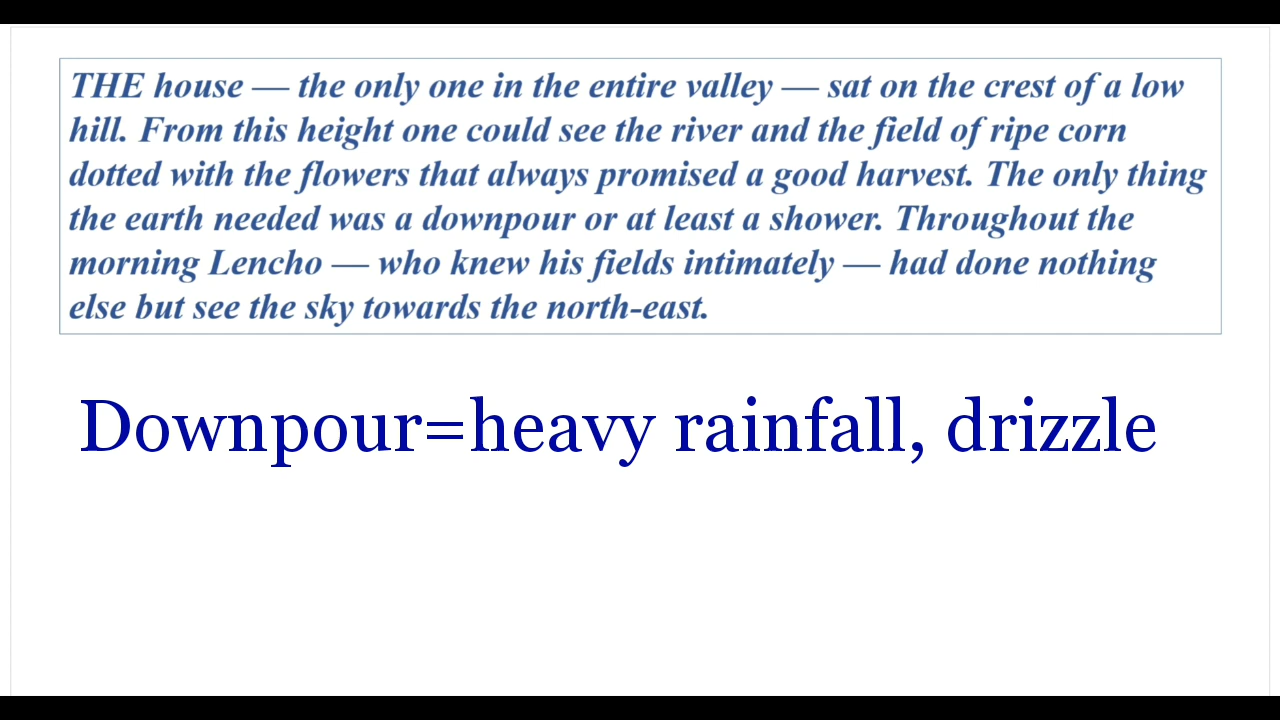 THE house — the only one in the entire valley — sat on the crest of a low
hill. From this height one could see the river and the field of ripe corn
dotted with the flowers that always promised a good harvest. The only thing
the earth needed was a downpour or at least a shower. Throughout the
morning Lencho — who knew his fields intimately — had done nothing
else but see the sky towards the north-east.
Downpour=heavy rainfall, drizzle